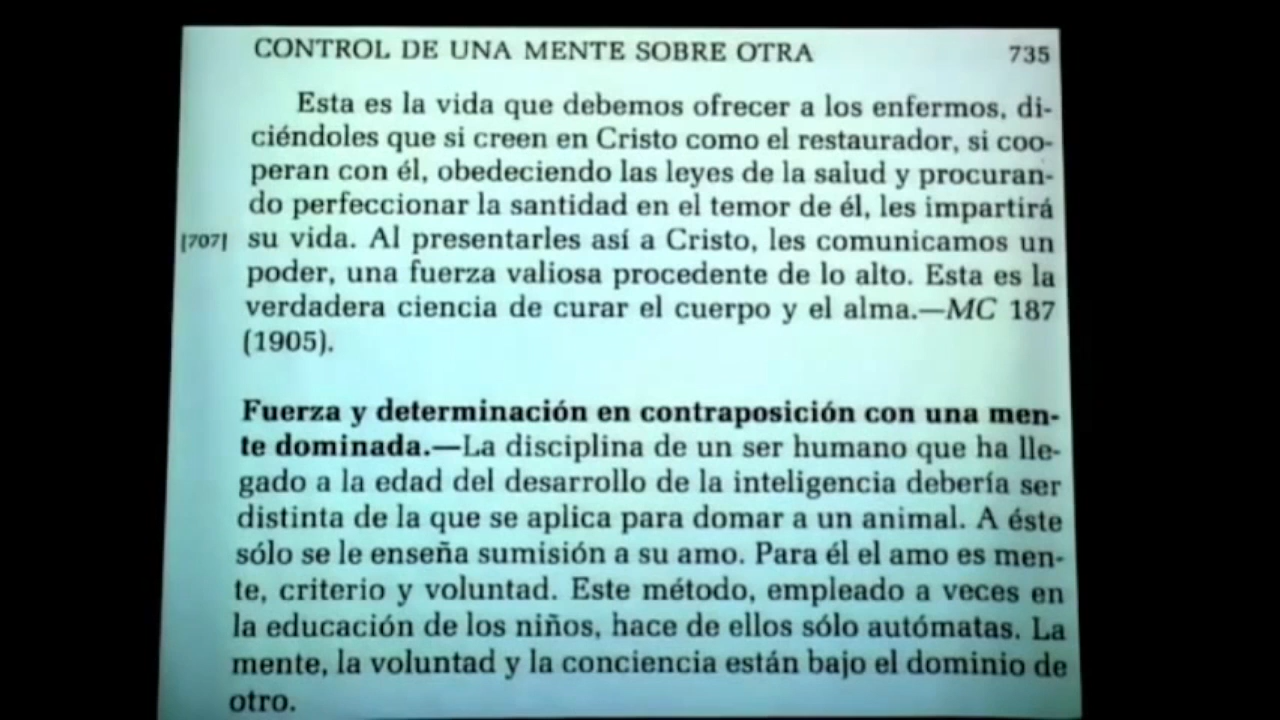 CONTROL DE UNA MENTE SOBRE OTRA 735
Esta es la vida que debemos ofrecer a los enfermos, di-
ciéndoles que si creen en Cristo como el restaurador, si coo-
peran con él, obedeciendo las leyes de la salud y procuran-
do perfeccionar la santidad en el temor de él, les impartirá
[707] su vida. Al presentarles así a Cristo, les comunicamos un
poder, una fuerza valiosa procedente de lo alto. Esta es la
verdadera ciencia de curar el cuerpo y el alma.—MC 187
(1905).
Fuerza y determinación en contraposición con una men-
te dominada.—La disciplina de un ser humano que ha lle-
gado a la edad del desarrollo de la inteligencia debería ser
distinta de la que se aplica para domar a un animal. A éste
sólo se le enseña sumisión a su amo. Para él el amo es men-
te, criterio y voluntad. Este método, empleado a veces en
la educación de los niños, hace de ellos sólo autómatas. La
mente, la voluntad y la conciencia están bajo el dominio de
otro.